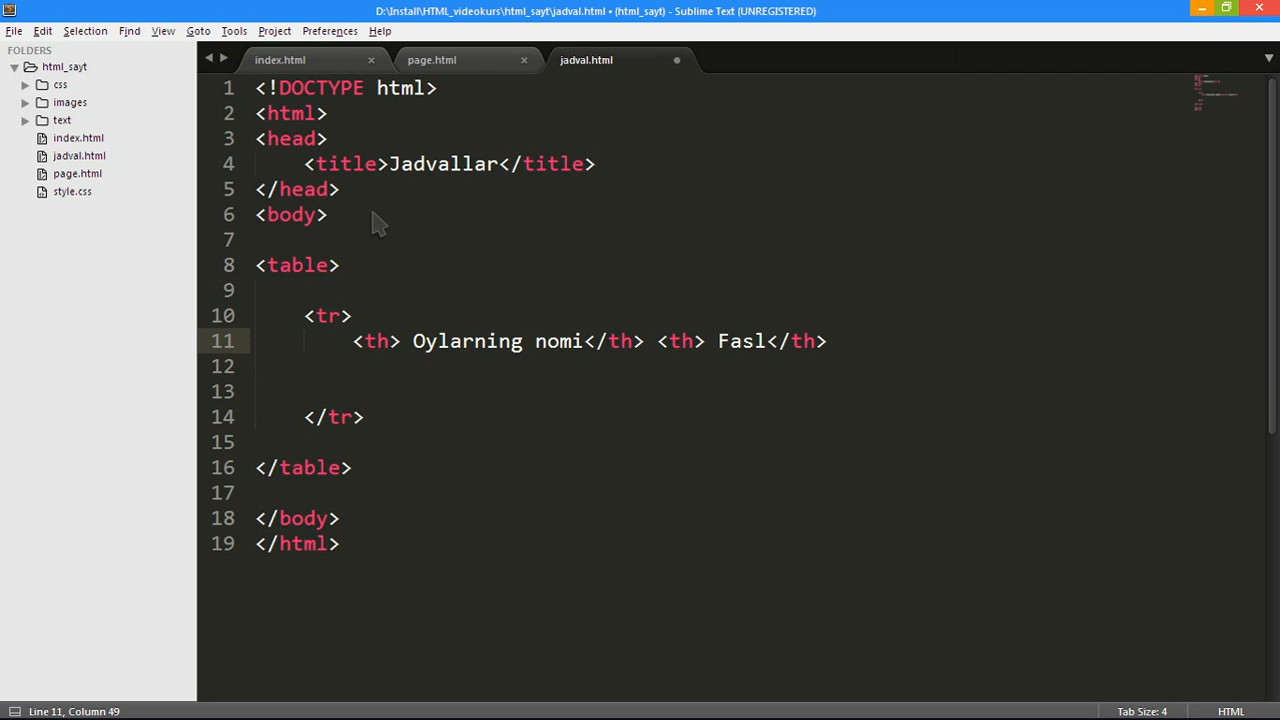 D:\Install\HTML_videokurs\html_sayt\jadval.html • (html_sayt) - Sublime Text (UNREGISTERED)
File Edit Selection Find View Goto Tools Project Preferences Help
FOLDERS
html_sayt
css
images
text
index.html
jadval.html
page.html
style.css
index.html × page.html × jadval.html
1 <!DOCTYPE html>
2 <html>
3 <head>
4 <title>Jadvallar</title>
5 </head>
6 <body>
7
8 <table>
9
10 <tr>
11 <th> Oylarning nomi</th> <th> Fasl</th>
12
13
14 </tr>
15
16 </table>
17
18 </body>
19 </html>
Line 11, Column 49 Tab Size: 4 HTML